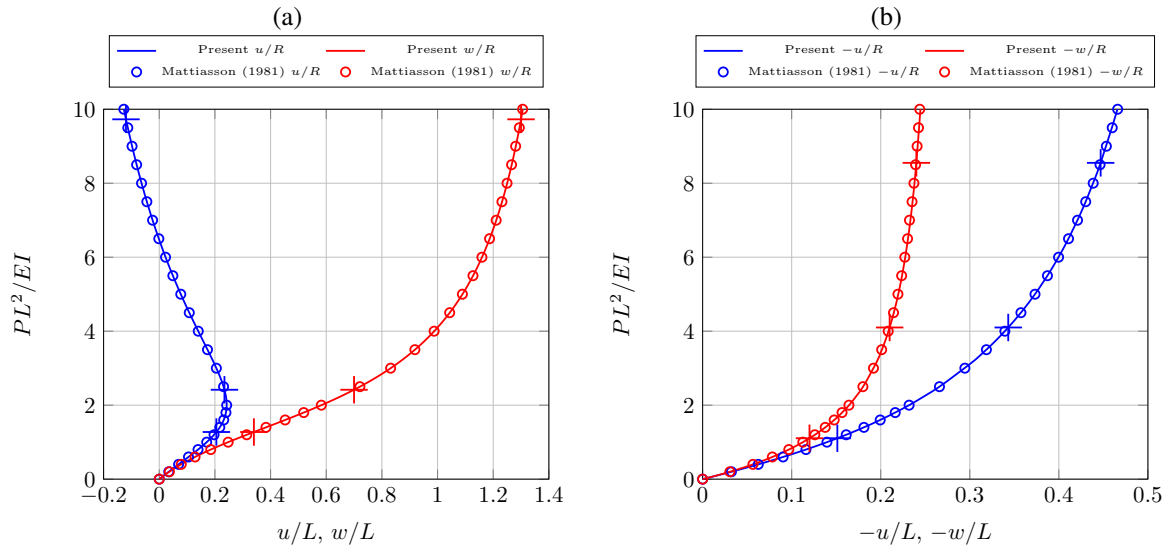 (a)
Present u/R Present w/R
Mattiasson (1981) u/R Mattiasson (1981) w/R
10
8
6
4
2
0
PL²/EI
−0.2 0 0.2 0.4 0.6 0.8 1 1.2 1.4
u/L, w/L
(b)
Present −u/R Present −w/R
Mattiasson (1981) −u/R Mattiasson (1981) −w/R
10
8
6
4
2
0
PL²/EI
0 0.1 0.2 0.3 0.4 0.5
−u/L, −w/L